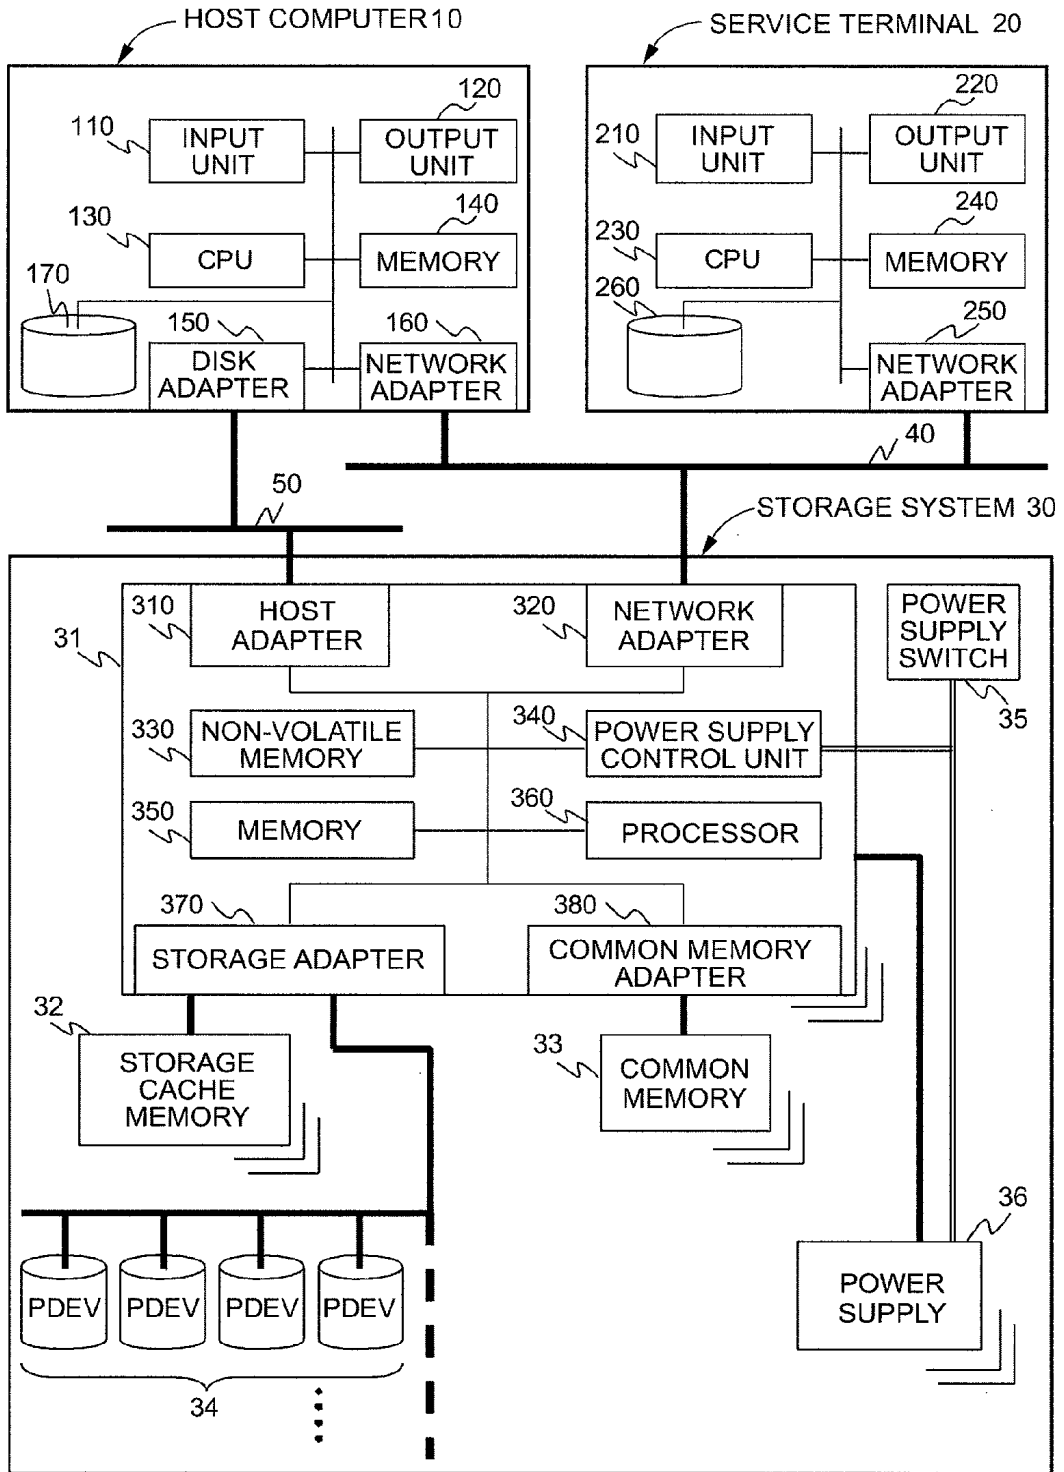 HOST COMPUTER10
SERVICE TERMINAL 20
120
110
INPUT
UNIT
OUTPUT
UNIT
130
140
CPU
MEMORY
170
150
160
DISK
ADAPTER
NETWORK
ADAPTER
220
210
INPUT
UNIT
OUTPUT
UNIT
230
240
CPU
MEMORY
260
250
NETWORK
ADAPTER
40
50
STORAGE SYSTEM 30
310
HOST
ADAPTER
320
NETWORK
ADAPTER
POWER
SUPPLY
SWITCH
31
35
330
NON-VOLATILE
MEMORY
340
POWER SUPPLY
CONTROL UNIT
350
MEMORY
360
PROCESSOR
370
STORAGE ADAPTER
380
COMMON MEMORY
ADAPTER
32
STORAGE
CACHE
MEMORY
33
COMMON
MEMORY
36
POWER
SUPPLY
PDEV
PDEV
PDEV
PDEV
34